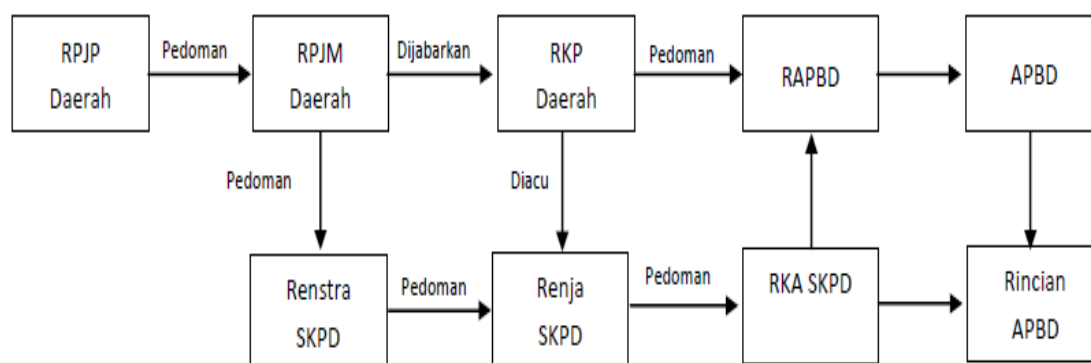 RPJP
Daerah
Pedoman
RPJM
Daerah
Dijabarkan
RKP
Daerah
Pedoman
RAPBD
APBD
Pedoman
Diacu
Renstra
SKPD
Pedoman
Renja
SKPD
Pedoman
RKA SKPD
Rincian
APBD